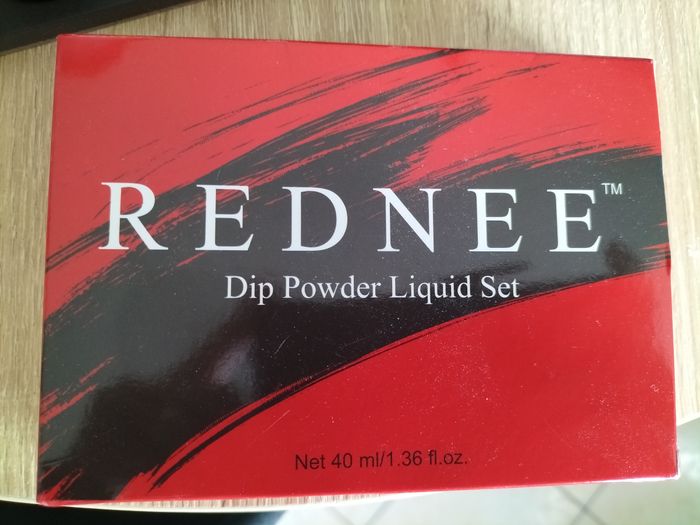 REDNEE™
Dip Powder Liquid Set
Net 40 ml/1.36 fl.oz.